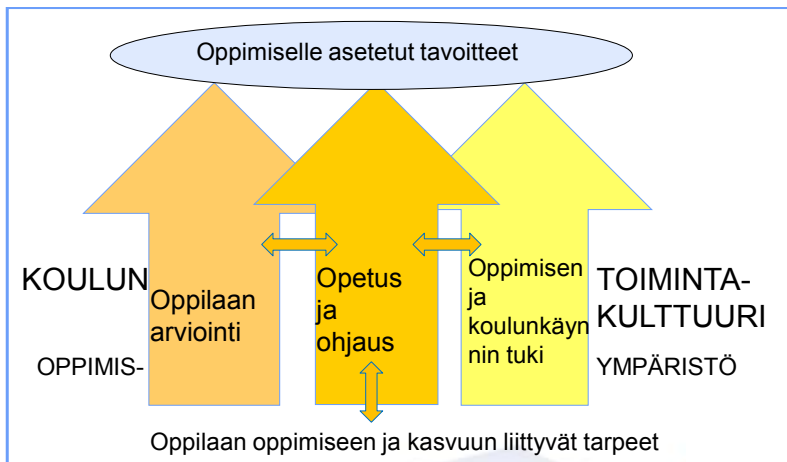 Oppimiselle asetetut tavoitteet
KOULUN
OPPIMIS-
Oppilaan
arviointi
Opetus
ja
ohjaus
Oppimisen
ja
koulunkäyn
nin tuki
TOIMINTA-
KULTTUURI
YMPÄRISTÖ
Oppilaan oppimiseen ja kasvuun liittyvät tarpeet